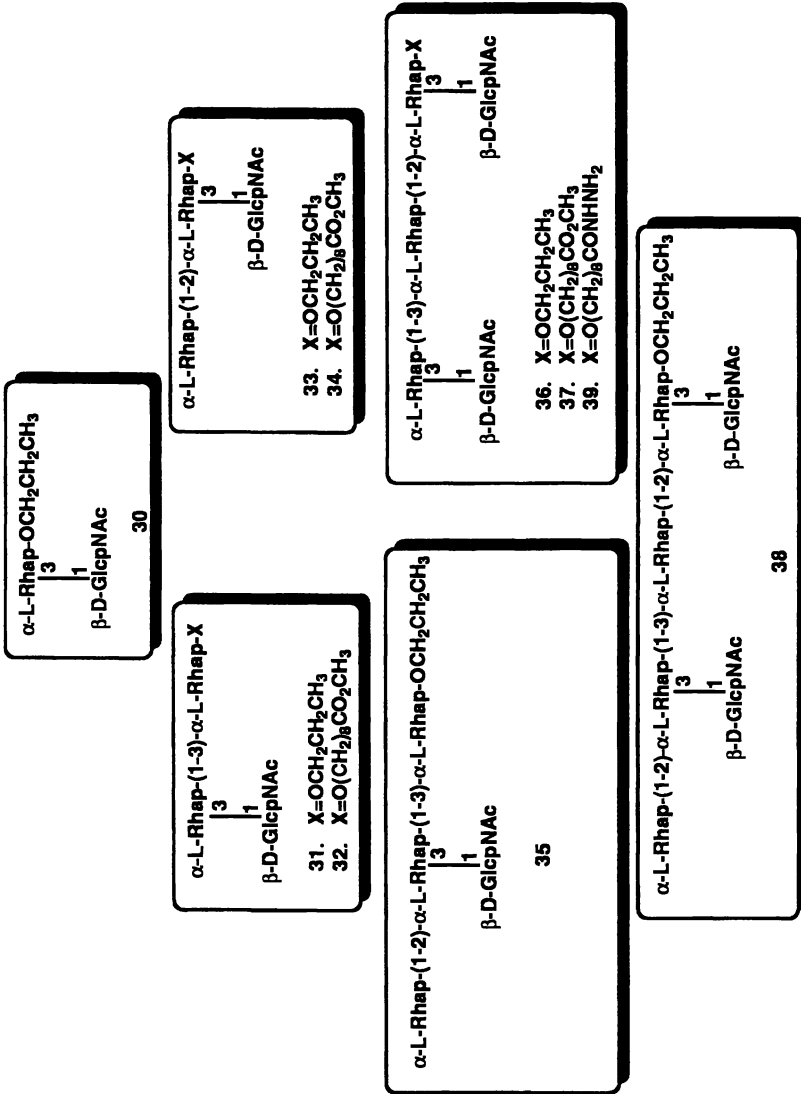 α-L-Rhap-OCH₂CH₂CH₃
3
1
β-D-GlcpNAc
30
α-L-Rhap-(1-3)-α-L-Rhap-X
3
1
β-D-GlcpNAc
31. X=OCH₂CH₂CH₃
32. X=O(CH₂)₈CO₂CH₃
α-L-Rhap-(1-2)-α-L-Rhap-X
3
1
β-D-GlcpNAc
33. X=OCH₂CH₂CH₃
34. X=O(CH₂)₈CO₂CH₃
α-L-Rhap-(1-2)-α-L-Rhap-(1-3)-α-L-Rhap-OCH₂CH₂CH₃
3
1
β-D-GlcpNAc
35
α-L-Rhap-(1-3)-α-L-Rhap-(1-2)-α-L-Rhap-X
3 3
1 1
β-D-GlcpNAc β-D-GlcpNAc
36. X=OCH₂CH₂CH₃
37. X=O(CH₂)₈CO₂CH₃
39. X=O(CH₂)₈CONHNH₂
α-L-Rhap-(1-2)-α-L-Rhap-(1-3)-α-L-Rhap-(1-2)-α-L-Rhap-OCH₂CH₂CH₃
3 3
1 1
β-D-GlcpNAc β-D-GlcpNAc
38